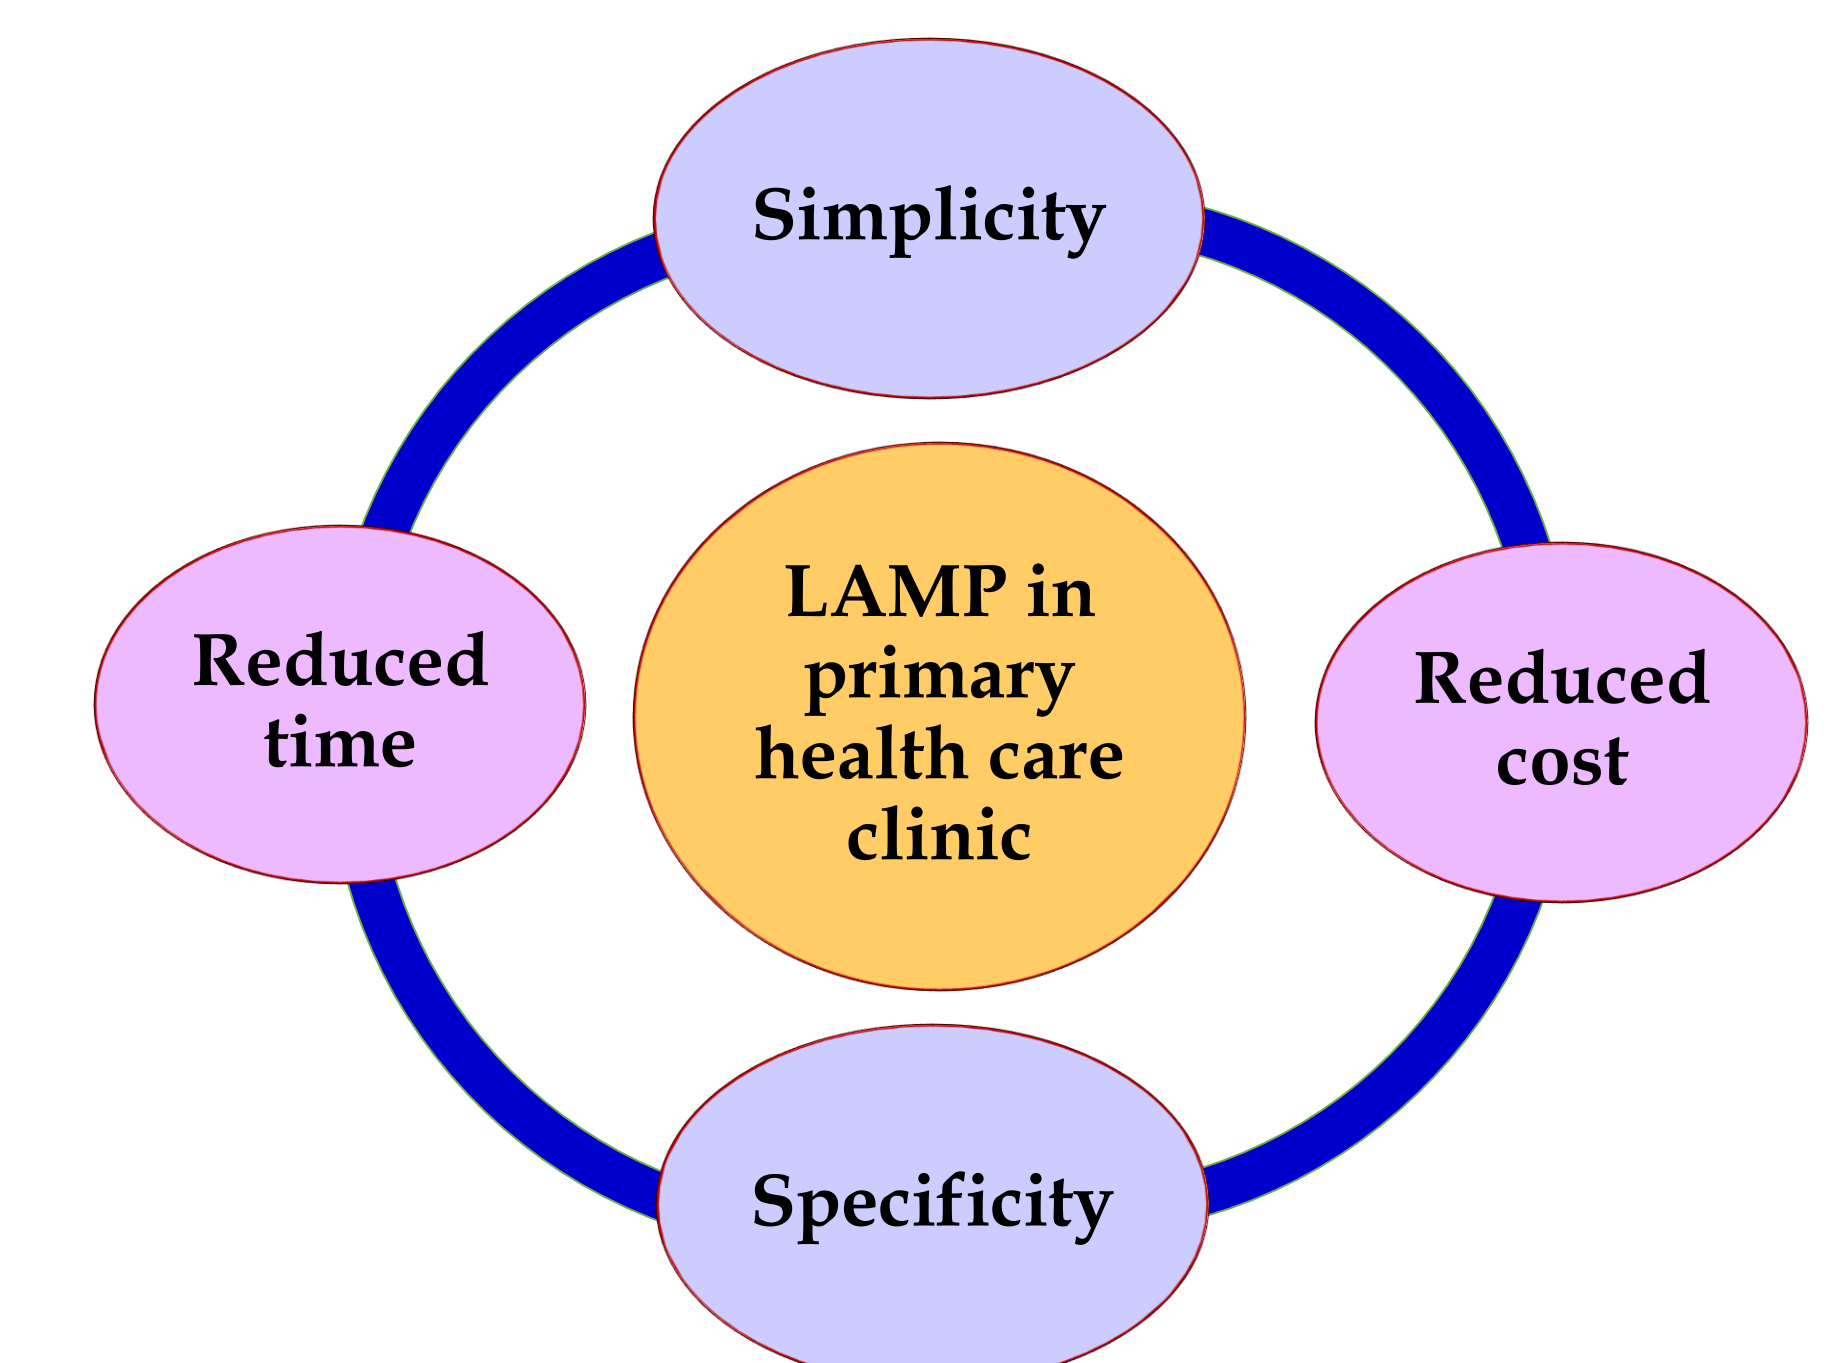 Simplicity
Reduced
time
LAMP in
primary
health care
clinic
Reduced
cost
Specificity